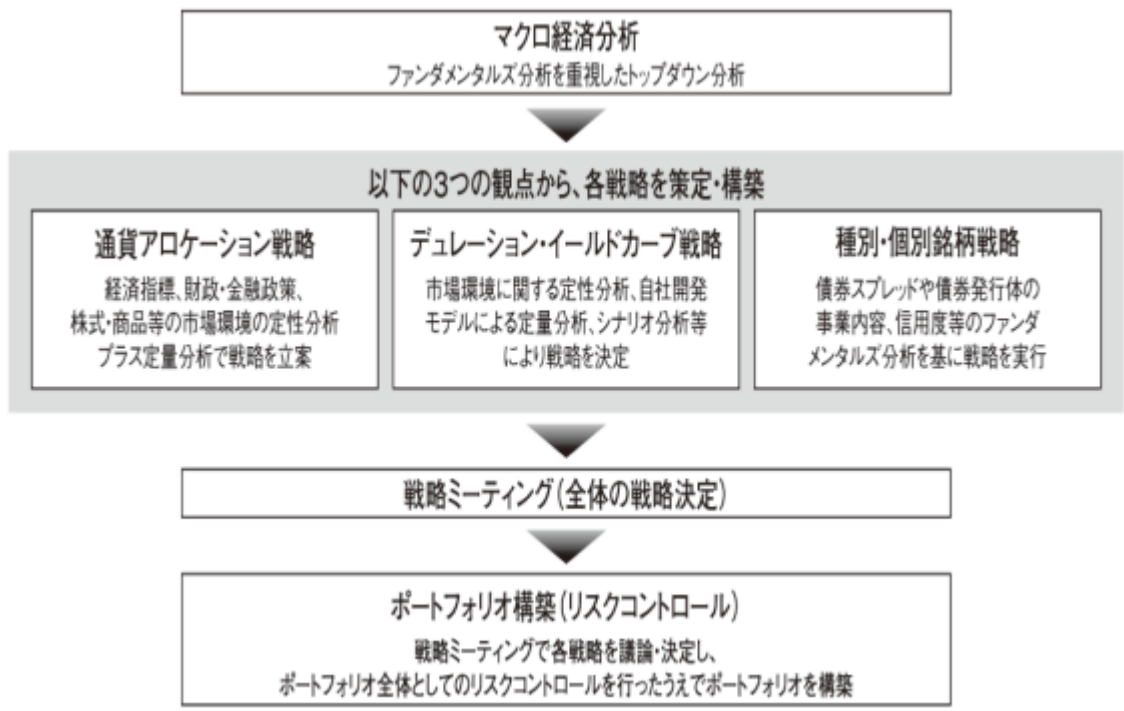 マクロ経済分析
ファンダメンタルズ分析を重視したトップダウン分析
以下の3つの観点から、各戦略を策定・構築
通貨アロケーション戦略
経済指標、財政・金融政策、
株式・商品等の市場環境の定性分析
プラス定量分析で戦略を立案
デュレーション・イールドカーブ戦略
市場環境に関する定性分析、自社開発
モデルによる定量分析、シナリオ分析等
により戦略を決定
種別・個別銘柄戦略
債券スプレッドや債券発行体の
事業内容、信用度等のファンダ
メンタルズ分析を基に戦略を実行
戦略ミーティング(全体の戦略決定)
ポートフォリオ構築(リスクコントロール)
戦略ミーティングで各戦略を議論・決定し、
ポートフォリオ全体としてのリスクコントロールを行ったうえでポートフォリオを構築